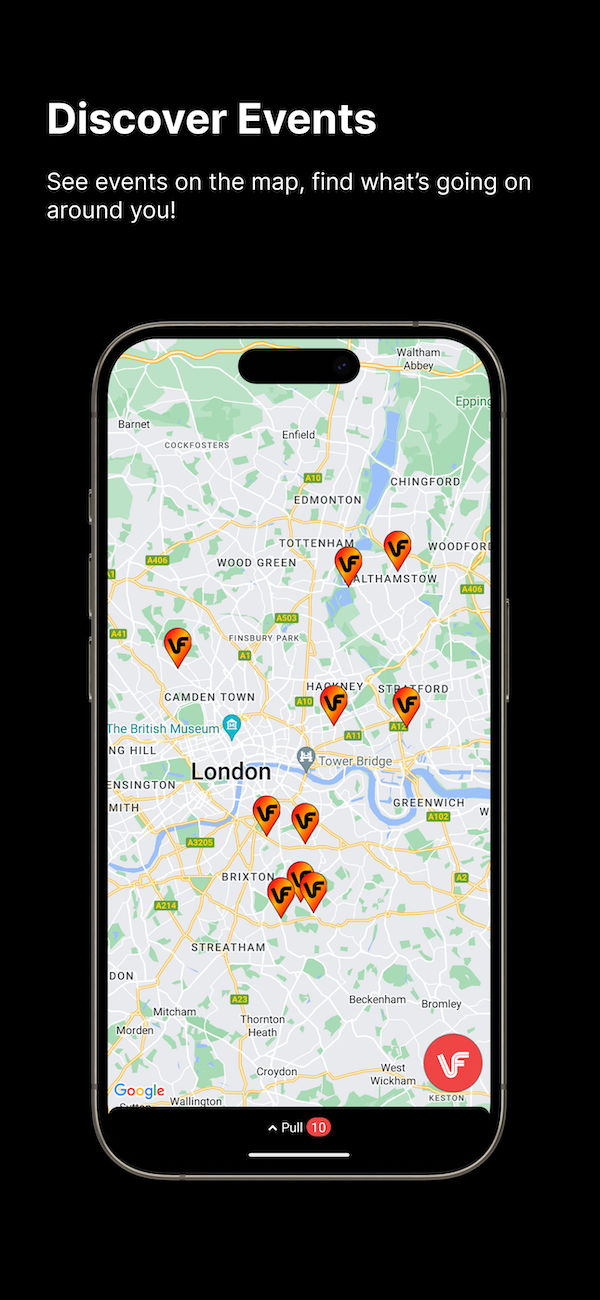 Discover Events
See events on the map, find what's going on
around you!
Waltham
Abbey
Epping
Barnet
Enfield
COCKFOSTERS
A10
CHINGFORD
EDMONTON
TOTTENHAM
WOODFORD
A406
WOOD GREEN
ALTHAMSTOW
A406
A503
A41
FINSBURY PARK
A1
CAMDEN TOWN
HACKNEY
STRATFORD
A10
A12
The British Museum
A11
NG HILL
Tower Bridge
London
ENSINGTON
GREENWICH
W
MITH
A102
A3205
BRIXTON
A2
A214
STREATHAM
DON
A23
Beckenham
Bromley
Mitcham
Thornton
Heath
Morden
Croydon
West
Wickham
Google
KESTON
Wallington
Pull 10